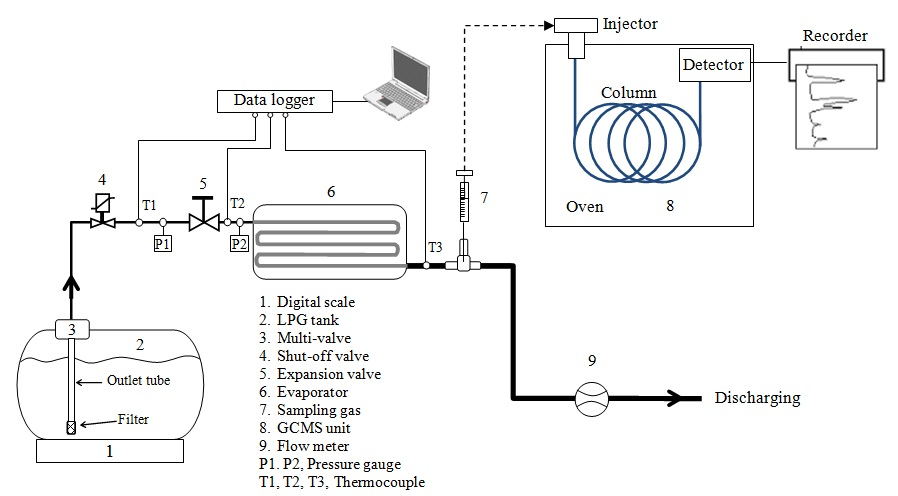 Injector
Recorder
Detector
Column
Data logger
Oven
8
4
5
6
7
T1
T2
P1
P2
T3
3
2
Outlet tube
Filter
1
1. Digital scale
2. LPG tank
3. Multi-valve
4. Shut-off valve
5. Expansion valve
6. Evaporator
7. Sampling gas
8. GCMS unit
9. Flow meter
P1. P2, Pressure gauge
T1, T2, T3, Thermocouple
9
Discharging